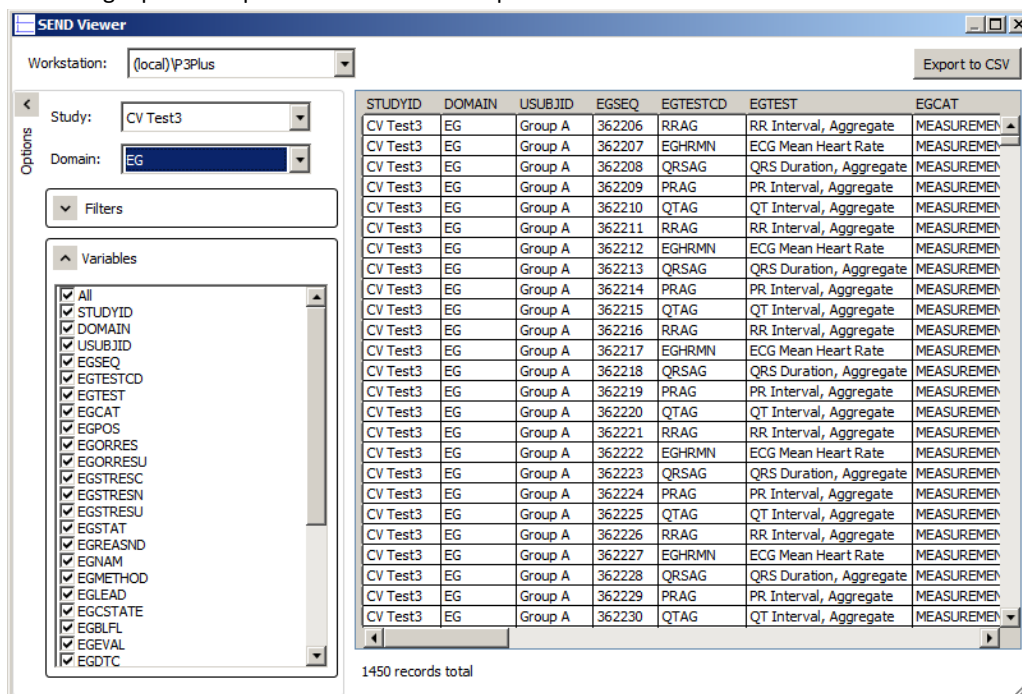 SEND Viewer
Workstation: (local)\P3Plus Export to CSV
Options
Study: CV Test3
Domain: EG
Filters
Variables
All
STUDYID
DOMAIN
USUBJID
EGSEQ
EGTESTCD
EGTEST
EGCAT
EGPOS
EGORRES
EGORRESU
EGSTRESC
EGSTRESN
EGSTRESU
EGSTAT
EGREASND
EGNAM
EGMETHOD
EGLEAD
EGCSTATE
EGBLFL
EGEVAL
EGDTC
STUDYID DOMAIN USUBJID EGSEQ EGTESTCD EGTEST EGCAT
CV Test3 EG Group A 362206 RRAG RR Interval, Aggregate MEASUREMEN
CV Test3 EG Group A 362207 EGHRMN ECG Mean Heart Rate MEASUREMEN
CV Test3 EG Group A 362208 QRSAG QRS Duration, Aggregate MEASUREMEN
CV Test3 EG Group A 362209 PRAG PR Interval, Aggregate MEASUREMEN
CV Test3 EG Group A 362210 QTAG QT Interval, Aggregate MEASUREMEN
CV Test3 EG Group A 362211 RRAG RR Interval, Aggregate MEASUREMEN
CV Test3 EG Group A 362212 EGHRMN ECG Mean Heart Rate MEASUREMEN
CV Test3 EG Group A 362213 QRSAG QRS Duration, Aggregate MEASUREMEN
CV Test3 EG Group A 362214 PRAG PR Interval, Aggregate MEASUREMEN
CV Test3 EG Group A 362215 QTAG QT Interval, Aggregate MEASUREMEN
CV Test3 EG Group A 362216 RRAG RR Interval, Aggregate MEASUREMEN
CV Test3 EG Group A 362217 EGHRMN ECG Mean Heart Rate MEASUREMEN
CV Test3 EG Group A 362218 QRSAG QRS Duration, Aggregate MEASUREMEN
CV Test3 EG Group A 362219 PRAG PR Interval, Aggregate MEASUREMEN
CV Test3 EG Group A 362220 QTAG QT Interval, Aggregate MEASUREMEN
CV Test3 EG Group A 362221 RRAG RR Interval, Aggregate MEASUREMEN
CV Test3 EG Group A 362222 EGHRMN ECG Mean Heart Rate MEASUREMEN
CV Test3 EG Group A 362223 QRSAG QRS Duration, Aggregate MEASUREMEN
CV Test3 EG Group A 362224 PRAG PR Interval, Aggregate MEASUREMEN
CV Test3 EG Group A 362225 QTAG QT Interval, Aggregate MEASUREMEN
CV Test3 EG Group A 362226 RRAG RR Interval, Aggregate MEASUREMEN
CV Test3 EG Group A 362227 EGHRMN ECG Mean Heart Rate MEASUREMEN
CV Test3 EG Group A 362228 QRSAG QRS Duration, Aggregate MEASUREMEN
CV Test3 EG Group A 362229 PRAG PR Interval, Aggregate MEASUREMEN
CV Test3 EG Group A 362230 QTAG QT Interval, Aggregate MEASUREMEN
1450 records total